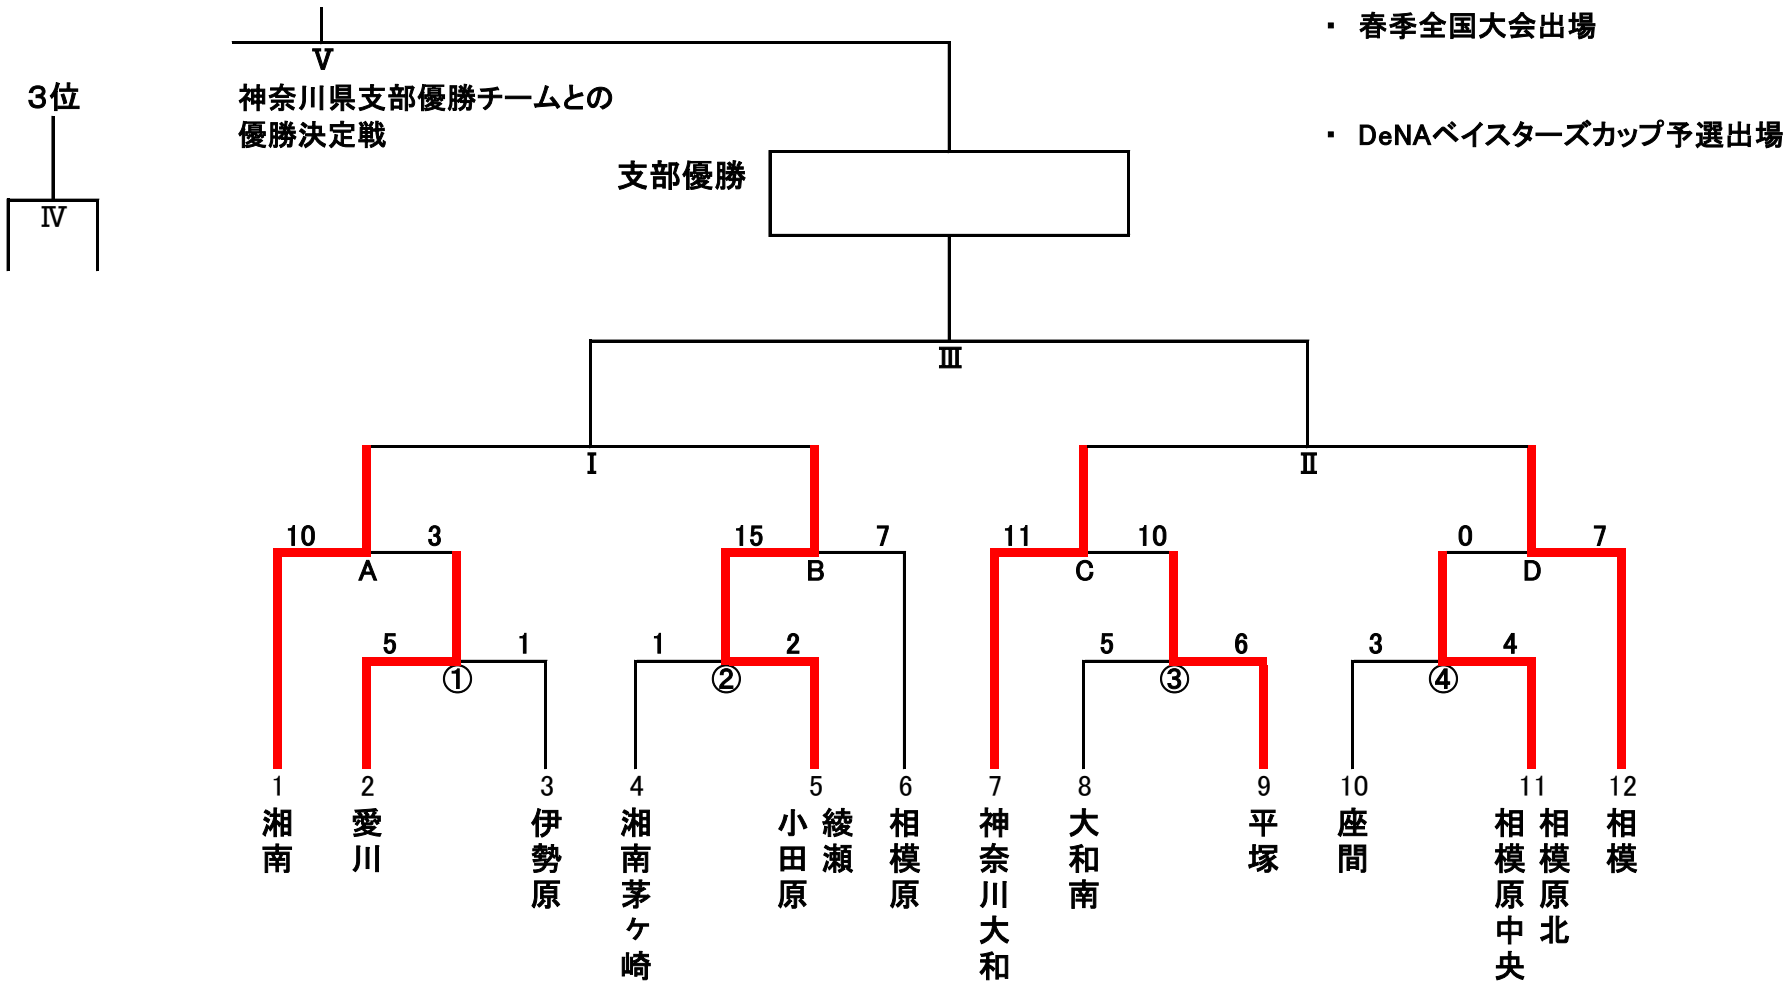 ・ 春季全国大会出場
Ⅴ
神奈川県支部優勝チームとの
優勝決定戦
3位
・ DeNAベイスターズカップ予選出場
支部優勝
Ⅳ
Ⅲ
Ⅰ
Ⅱ
10 3 15 7 11 10 0 7
A B C D
5 1 1 2 5 6 3 4
① ② ③ ④
1 2 3 4 5 6 7 8 9 10 11 12
湘南
愛川
伊勢原
湘南茅ヶ崎
綾瀬
小田原
相模原
神奈川大和
大和南
平塚
座間
相模原北
相模原中央
相模